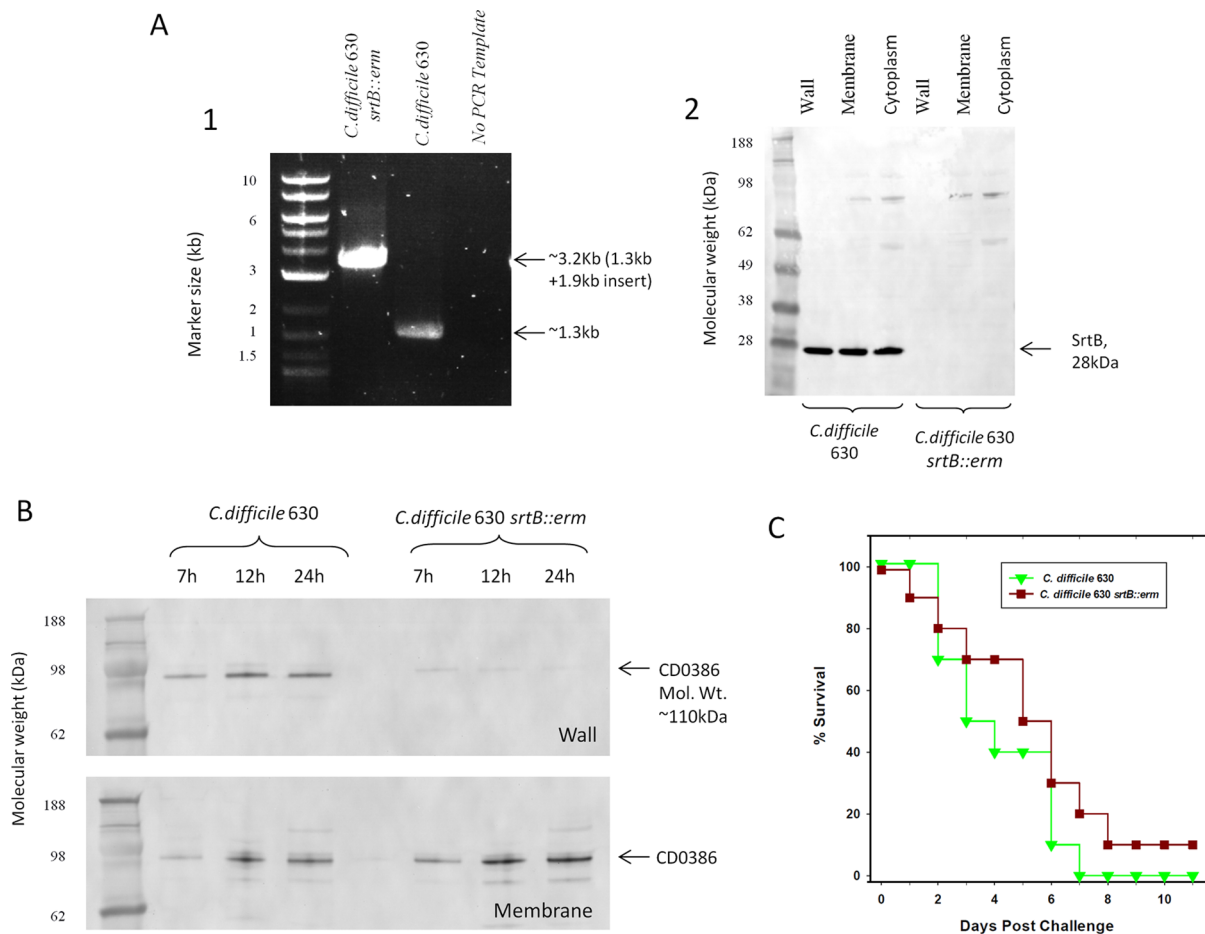 A
1
C.difficile 630
srtB::erm
C.difficile 630
No PCR Template
Marker size (kb)
10
6
3
2
1
1.5
~3.2Kb (1.3kb
+1.9kb insert)
~1.3kb
2
Wall
Membrane
Cytoplasm
Wall
Membrane
Cytoplasm
Molecular weight (kDa)
188
98
62
49
38
28
SrtB,
28kDa
C.difficile
630
C.difficile 630
srtB::erm
B
C.difficile 630
C.difficile 630 srtB::erm
7h
12h
24h
7h
12h
24h
Molecular weight (kDa)
188
98
62
CD0386
Mol. Wt.
~110kDa
Wall
188
98
62
CD0386
Membrane
C
% Survival
100
80
60
40
20
0
C. difficile 630
C. difficile 630 srtB::erm
0
2
4
6
8
10
Days Post Challenge